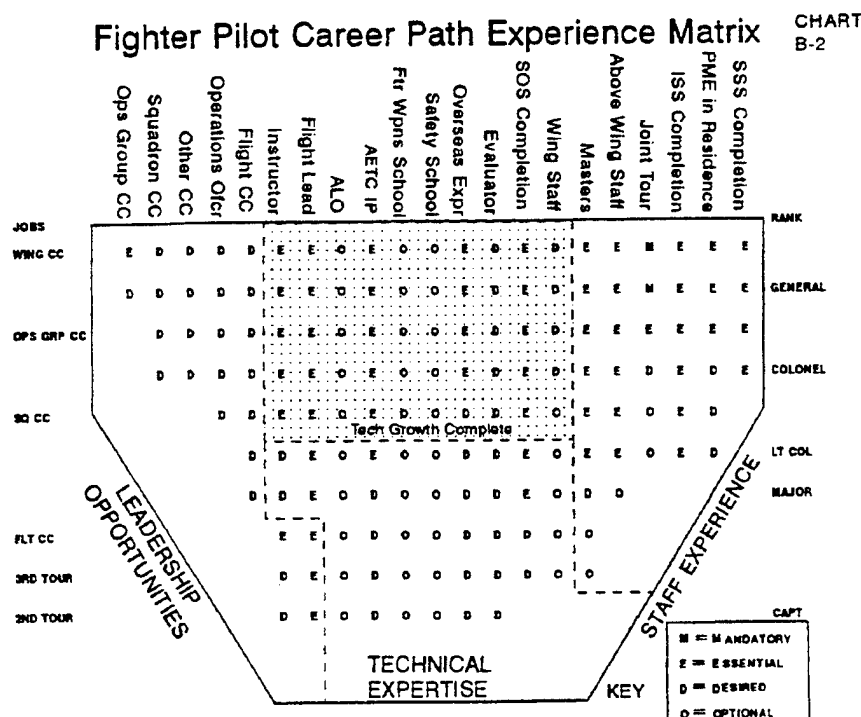 CHART
B-2
Fighter Pilot Career Path Experience Matrix
Ops Group CC
Squadron CC
Other CC
Operations Ofcr
Flight CC
Instructor
Flight Lead
ALO
AETC IP
Ftr Wpns School
Safety School
Overseas Expr
Evaluator
SOS Completion
Wing Staff
Masters
Above Wing Staff
Joint Tour
ISS Completion
PME in Residence
SSS Completion
JOBS RANK
WING CC E D D D D E E O E O O E D E D E E M E E E
D D D D D E E O E O O E D E D E E M E E E GENERAL
OPS GRP CC D D D D E E O E O O E D E D E E E E E E
D D D D E E O E O O E D E D E E D E D E COLONEL
SQ CC D D E E O E D O D D E O E E O E D
Tech Growth Complete
D D E O E O O D D E O E E O E D LT COL
D D E O D O O D D E O D O MAJOR
FLT CC E E O D O O D D D O O
3RD TOUR D E O D O O D D D O O
2ND TOUR D E O D O O D D CAPT
LEADERSHIP
OPPORTUNITIES
STAFF EXPERIENCE
TECHNICAL
EXPERTISE
KEY
M = MANDATORY
E = ESSENTIAL
D = DESIRED
O = OPTIONAL